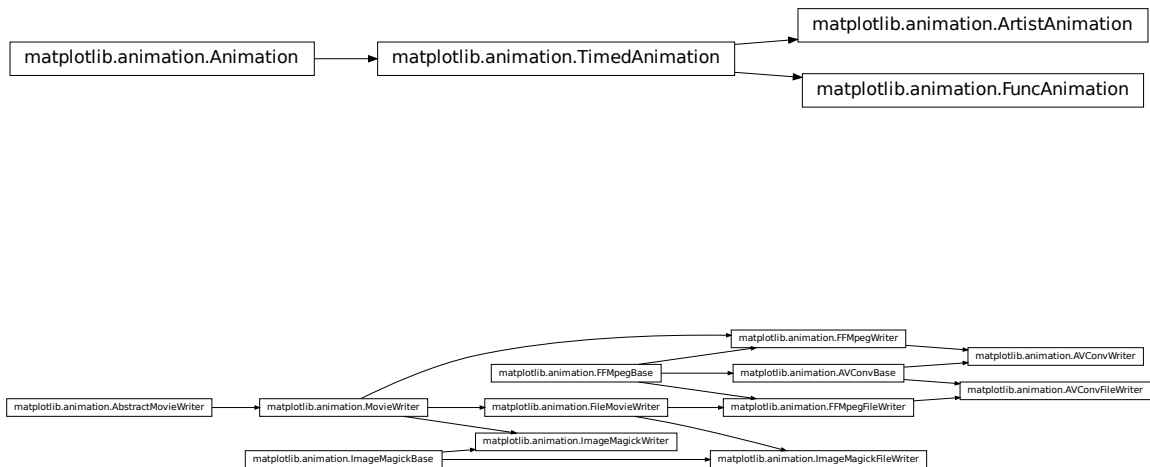 matplotlib.animation.ArtistAnimation
matplotlib.animation.Animation
matplotlib.animation.TimedAnimation
matplotlib.animation.FuncAnimation
matplotlib.animation.FFMpegWriter
matplotlib.animation.AVConvWriter
matplotlib.animation.FFMpegBase
matplotlib.animation.AVConvBase
matplotlib.animation.AVConvFileWriter
matplotlib.animation.AbstractMovieWriter
matplotlib.animation.MovieWriter
matplotlib.animation.FileMovieWriter
matplotlib.animation.FFMpegFileWriter
matplotlib.animation.ImageMagickWriter
matplotlib.animation.ImageMagickBase
matplotlib.animation.ImageMagickFileWriter